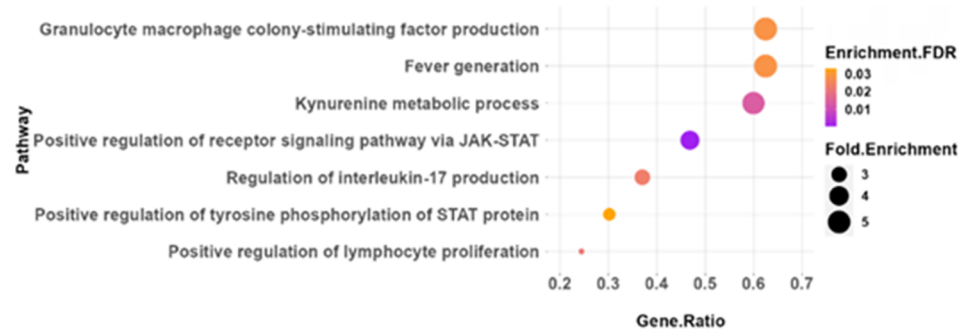 Granulocyte macrophage colony-stimulating factor production
Fever generation
Kynurenine metabolic process
Positive regulation of receptor signaling pathway via JAK-STAT
Regulation of interleukin-17 production
Positive regulation of tyrosine phosphorylation of STAT protein
Positive regulation of lymphocyte proliferation
Pathway
0.2 0.3 0.4 0.5 0.6 0.7
Gene.Ratio
Enrichment.FDR
0.03
0.02
0.01
Fold.Enrichment
3
4
5